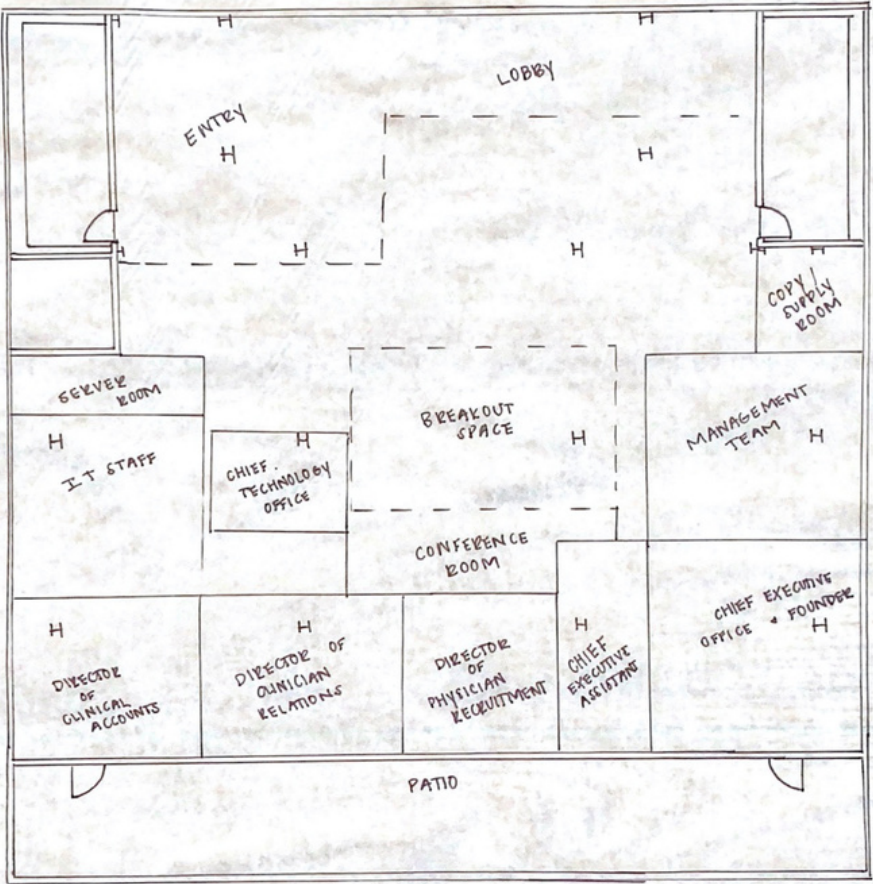 LOBBY
ENTRY
COPY /
SUPPLY
ROOM
SERVER
ROOM
BREAKOUT
SPACE
MANAGEMENT
TEAM
I.T STAFF
CHIEF.
TECHNOLOGY
OFFICE
CONFERENCE
ROOM
CHIEF EXECUTIVE
OFFICE & FOUNDER
DIRECTOR
OF
CLINICAL
ACCOUNTS
DIRECTOR OF
CLINICIAN
RELATIONS
DIRECTOR
OF
PHYSICIAN
RECRUITMENT
CHIEF
EXECUTIVE
ASSISTANT
PATIO